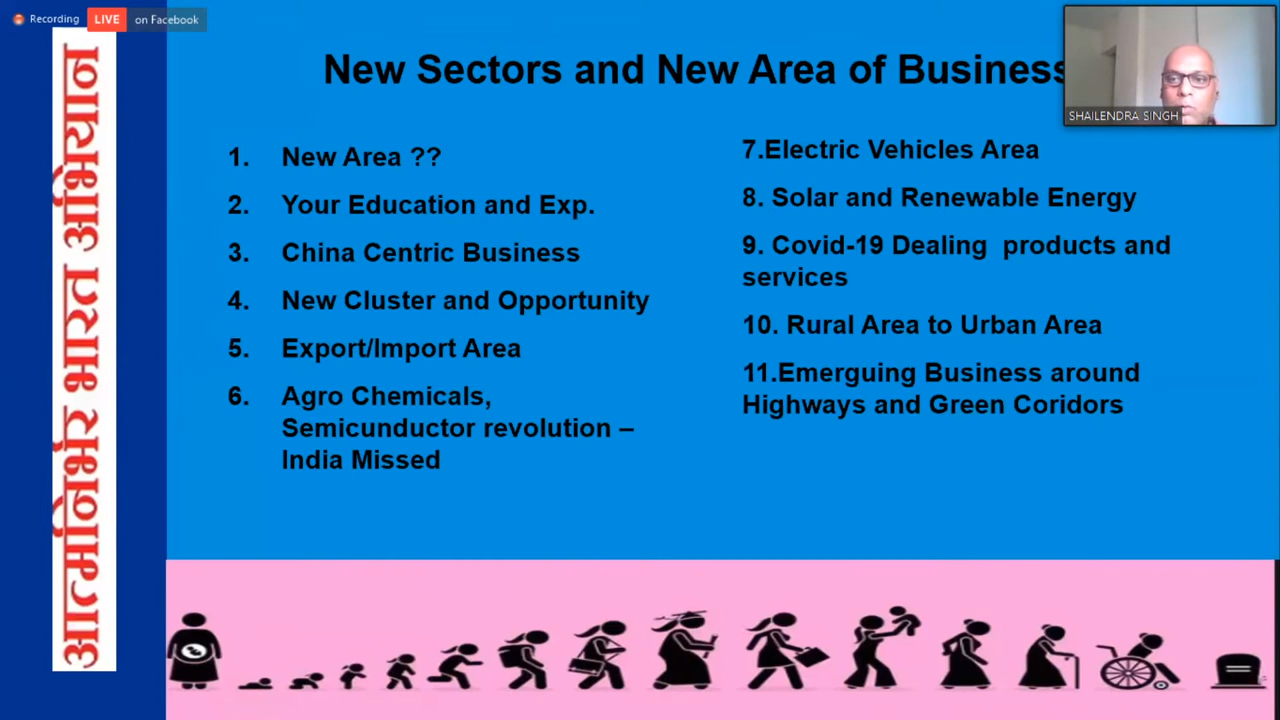 Recording
LIVE on Facebook
आत्मनिर्भर भारत अभियान
New Sectors and New Area of Business
SHAILENDRA SINGH
1. New Area ??
2. Your Education and Exp.
3. China Centric Business
4. New Cluster and Opportunity
5. Export/Import Area
6. Agro Chemicals,
Semicunductor revolution –
India Missed
7.Electric Vehicles Area
8. Solar and Renewable Energy
9. Covid-19 Dealing products and
services
10. Rural Area to Urban Area
11.Emerguing Business around
Highways and Green Coridors